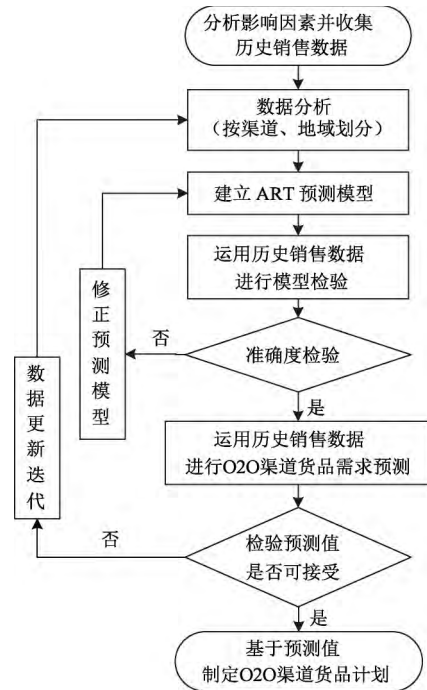 分析影响因素并收集
历史销售数据
数据分析
（按渠道、地域划分）
建立 ART 预测模型
运用历史销售数据
进行模型检验
修正预测模型
否
准确度检验
是
数据更新迭代
运用历史销售数据
进行O2O渠道货品需求预测
否
检验预测值
是否可接受
是
基于预测值
制定O2O渠道货品计划